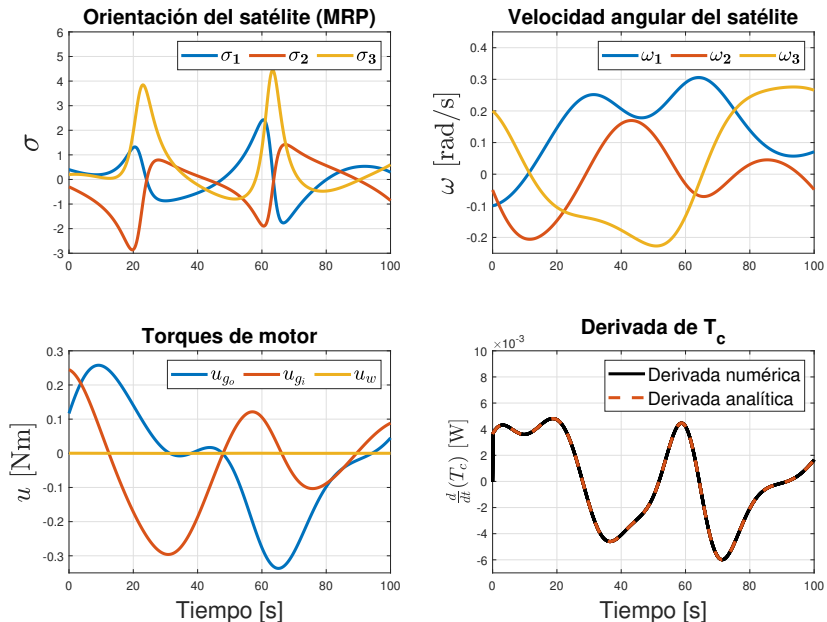 Orientación del satélite (MRP)
σ1 σ2 σ3
σ
6
5
4
3
2
1
0
-1
-2
-3
0 20 40 60 80 100
Velocidad angular del satélite
ω1 ω2 ω3
ω [rad/s]
0.4
0.3
0.2
0.1
0
-0.1
-0.2
0 20 40 60 80 100
Torques de motor
u_{g_o} u_{g_i} u_w
u [Nm]
0.3
0.2
0.1
0
-0.1
-0.2
-0.3
0 20 40 60 80 100
Tiempo [s]
Derivada de T_c
×10^{-3}
Derivada numérica
Derivada analítica
\frac{d}{dt}(T_c) [W]
10
8
6
4
2
0
-2
-4
-6
0 20 40 60 80 100
Tiempo [s]